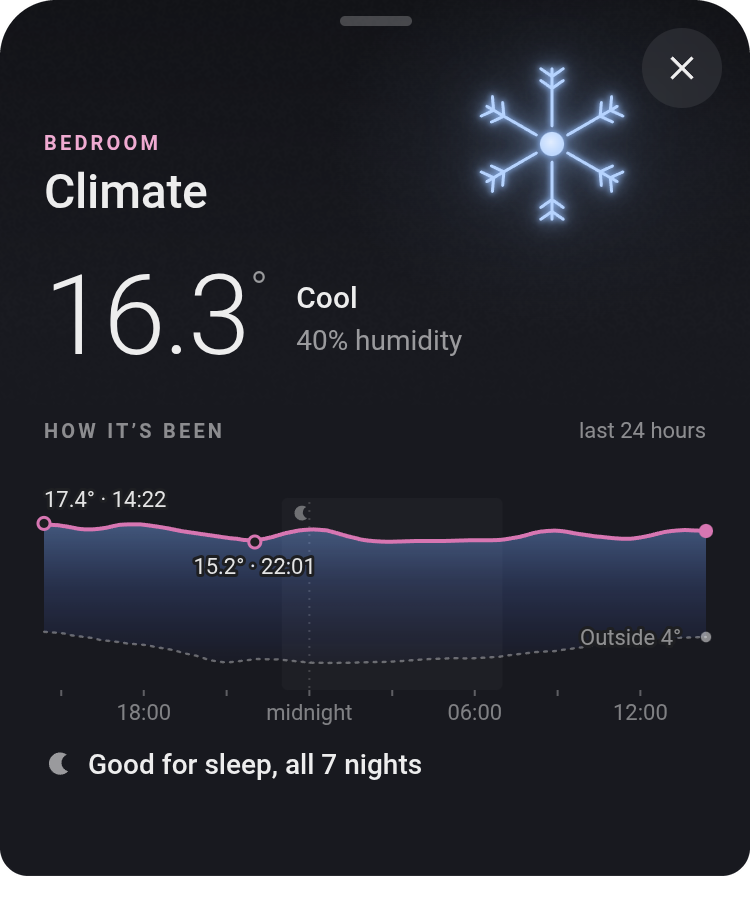 BEDROOM
Climate
16.3°
Cool
40% humidity
HOW IT’S BEEN
last 24 hours
17.4° · 14:22
15.2° · 22:01
Outside 4°
18:00
midnight
06:00
12:00
Good for sleep, all 7 nights